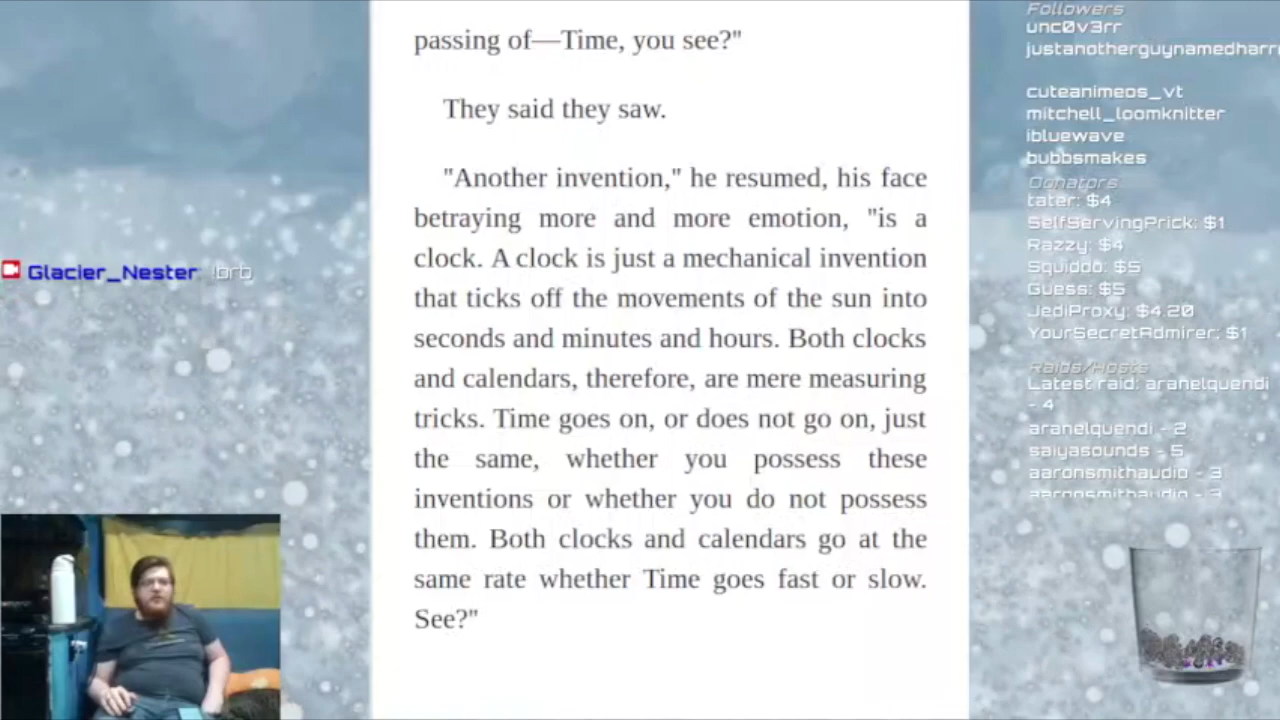 passing of—Time, you see?"
They said they saw.
"Another invention," he resumed, his face
betraying more and more emotion, "is a
clock. A clock is just a mechanical invention
that ticks off the movements of the sun into
seconds and minutes and hours. Both clocks
and calendars, therefore, are mere measuring
tricks. Time goes on, or does not go on, just
the same, whether you possess these
inventions or whether you do not possess
them. Both clocks and calendars go at the
same rate whether Time goes fast or slow.
See?"
Glacier_Nester: !brb
Followers
unc0v3rr
justanotherguynamedharr
cuteanimeos_vt
mitchell_loomknitter
ibluewave
bubbsmakes
Donators
tater: $4
SelfServingPrick: $1
Razzy: $4
Squiddo: $5
Guess: $5
JediProxy: $4.20
YourSecretAdmirer: $1
Raids/Hosts
Latest raid: arahelquendi
- 4
arahelquendi - 2
saiyasounds - 5
aaronsmithaudio - 3
aaronsmithaudio - 3